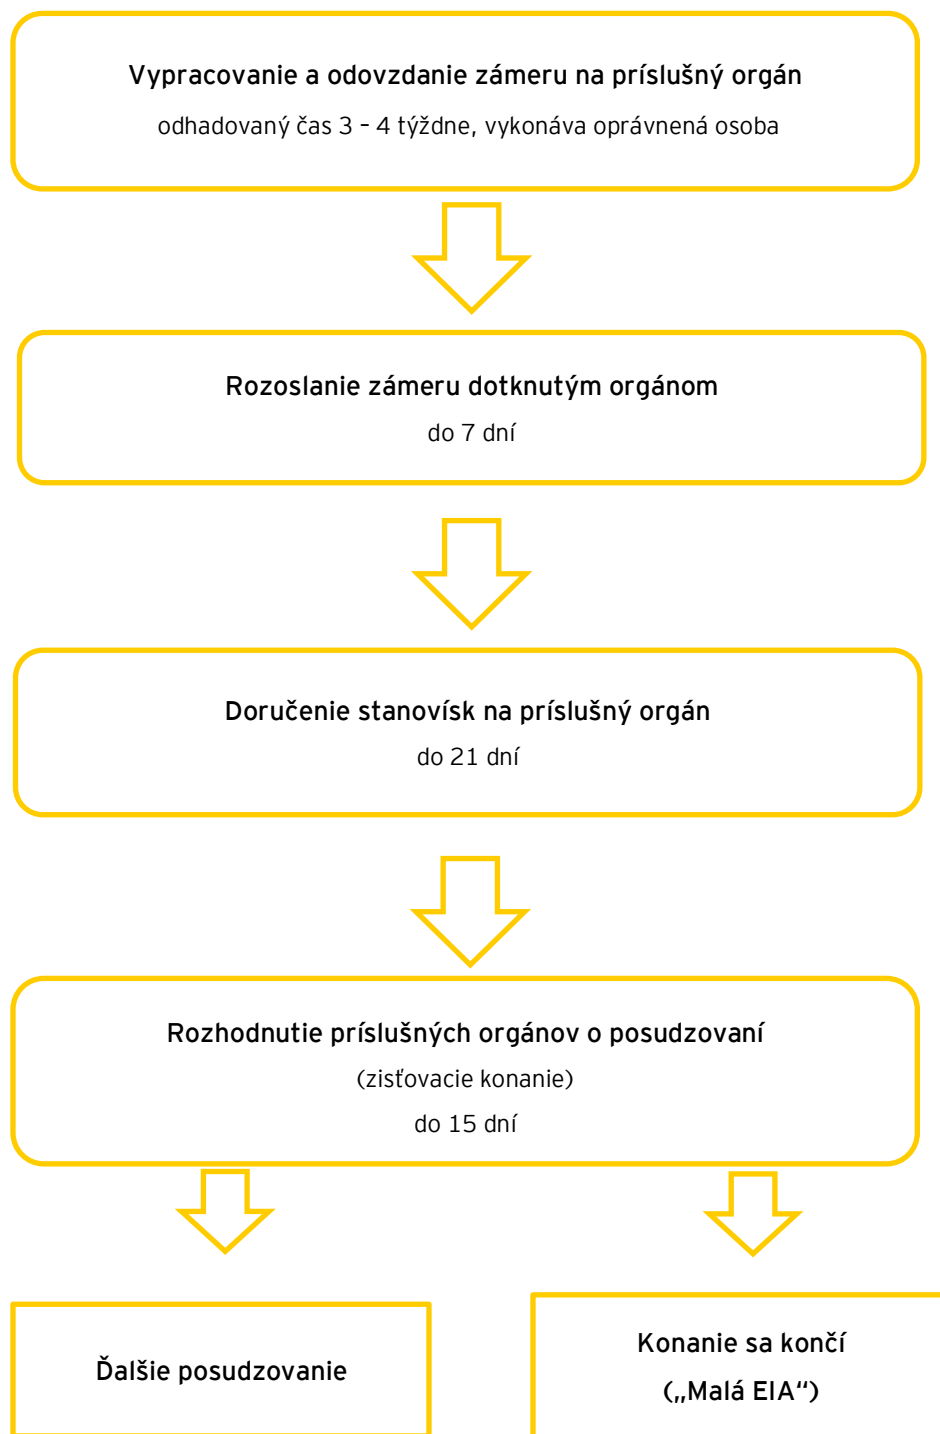 Vypracovanie a odovzdanie zámeru na príslušný orgán
odhadovaný čas 3 – 4 týždne, vykonáva oprávnená osoba
Rozoslanie zámeru dotknutým orgánom
do 7 dní
Doručenie stanovísk na príslušný orgán
do 21 dní
Rozhodnutie príslušných orgánov o posudzovaní
(zisťovacie konanie)
do 15 dní
Ďalšie posudzovanie
Konanie sa končí
(„Malá EIA“)